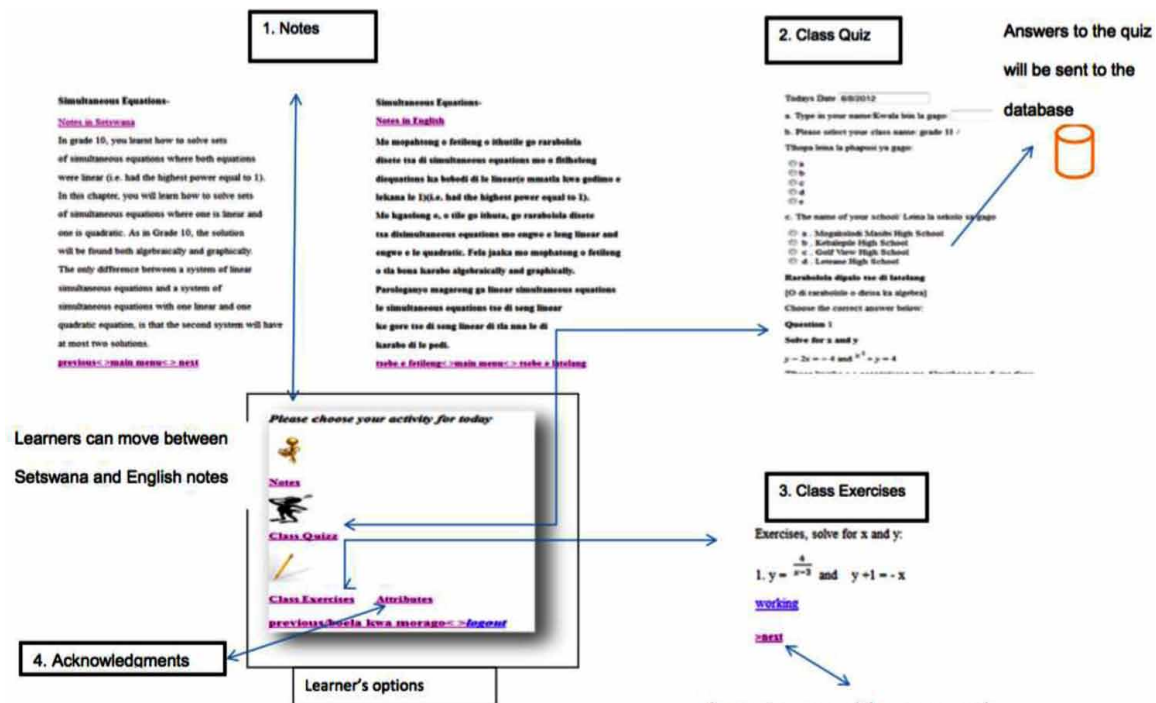 1. Notes
Simultaneous Equations-
Notes in Setswana
In grade 10, you learnt how to solve sets
of simultaneous equations where both equations
were linear (i.e. had the highest power equal to 1).
In this chapter, you will learn how to solve sets
of simultaneous equations where one is linear and
one is quadratic. As in Grade 10, the solution
will be found both algebraically and graphically.
The only difference between a system of linear
simultaneous equations and a system of
simultaneous equations with one linear and one
quadratic equation, is that the second system will have
at most two solutions.
previous< >main menu< > next
Simultaneous Equations-
Notes in English
Mo mopahtong o fetileng o ithutile go rarabolola
disete tsa di simultaneous equations mo o fitlheleng
diequations ka bobedi di le linear(e mmatla kwa godimo e
lekana le 1)(i.e. had the highest power equal to 1).
Mo kgaolong e, o tile go ithuta, go rarabolola disete
tsa disimultaneous equations mo engwe e leng linear and
engwe e le quadratic. Fela jaaka mo mophatong o fetileng
o tla bona karabo algebraically and graphically.
Parologanyo magareng ga linear simultaneous equations
le simultaneous equations tse di seng linear
ke gore tse di seng linear di tla nna le di
karabo di le pedi.
tsebe e fetileng< >main menu< > tsebe e latelang
2. Class Quiz
Answers to the quiz
will be sent to the
database
Todays Date 6/8/2012
a. Type in your name/Kwala leina la gago:
b. Please select your class name: grade 11 /
Tlhopa leina la phaposi ya gago:
a
b
c
d
e
c. The name of your school/ Leina la sekolo sa gago
a . Mogakolodi Masibi High School
b . Kebalepile High School
c . Golf View High School
d . Letsane High School
Rarabolola dipalo tse di latelang
[O di rarabolole o dirisa ka algebra]
Choose the correct answer below:
Question 1
Solve for x and y
y − 2x = − 4 and x² − y = 4
Learners can move between
Setswana and English notes
Please choose your activity for today
Notes
Class Quizz
Class Exercises Attributes
previous/boela kwa morago< >logout
Learner's options
4. Acknowledgments
3. Class Exercises
Exercises, solve for x and y:
1. y = 4/(x−3) and y +1 = - x
working
>next